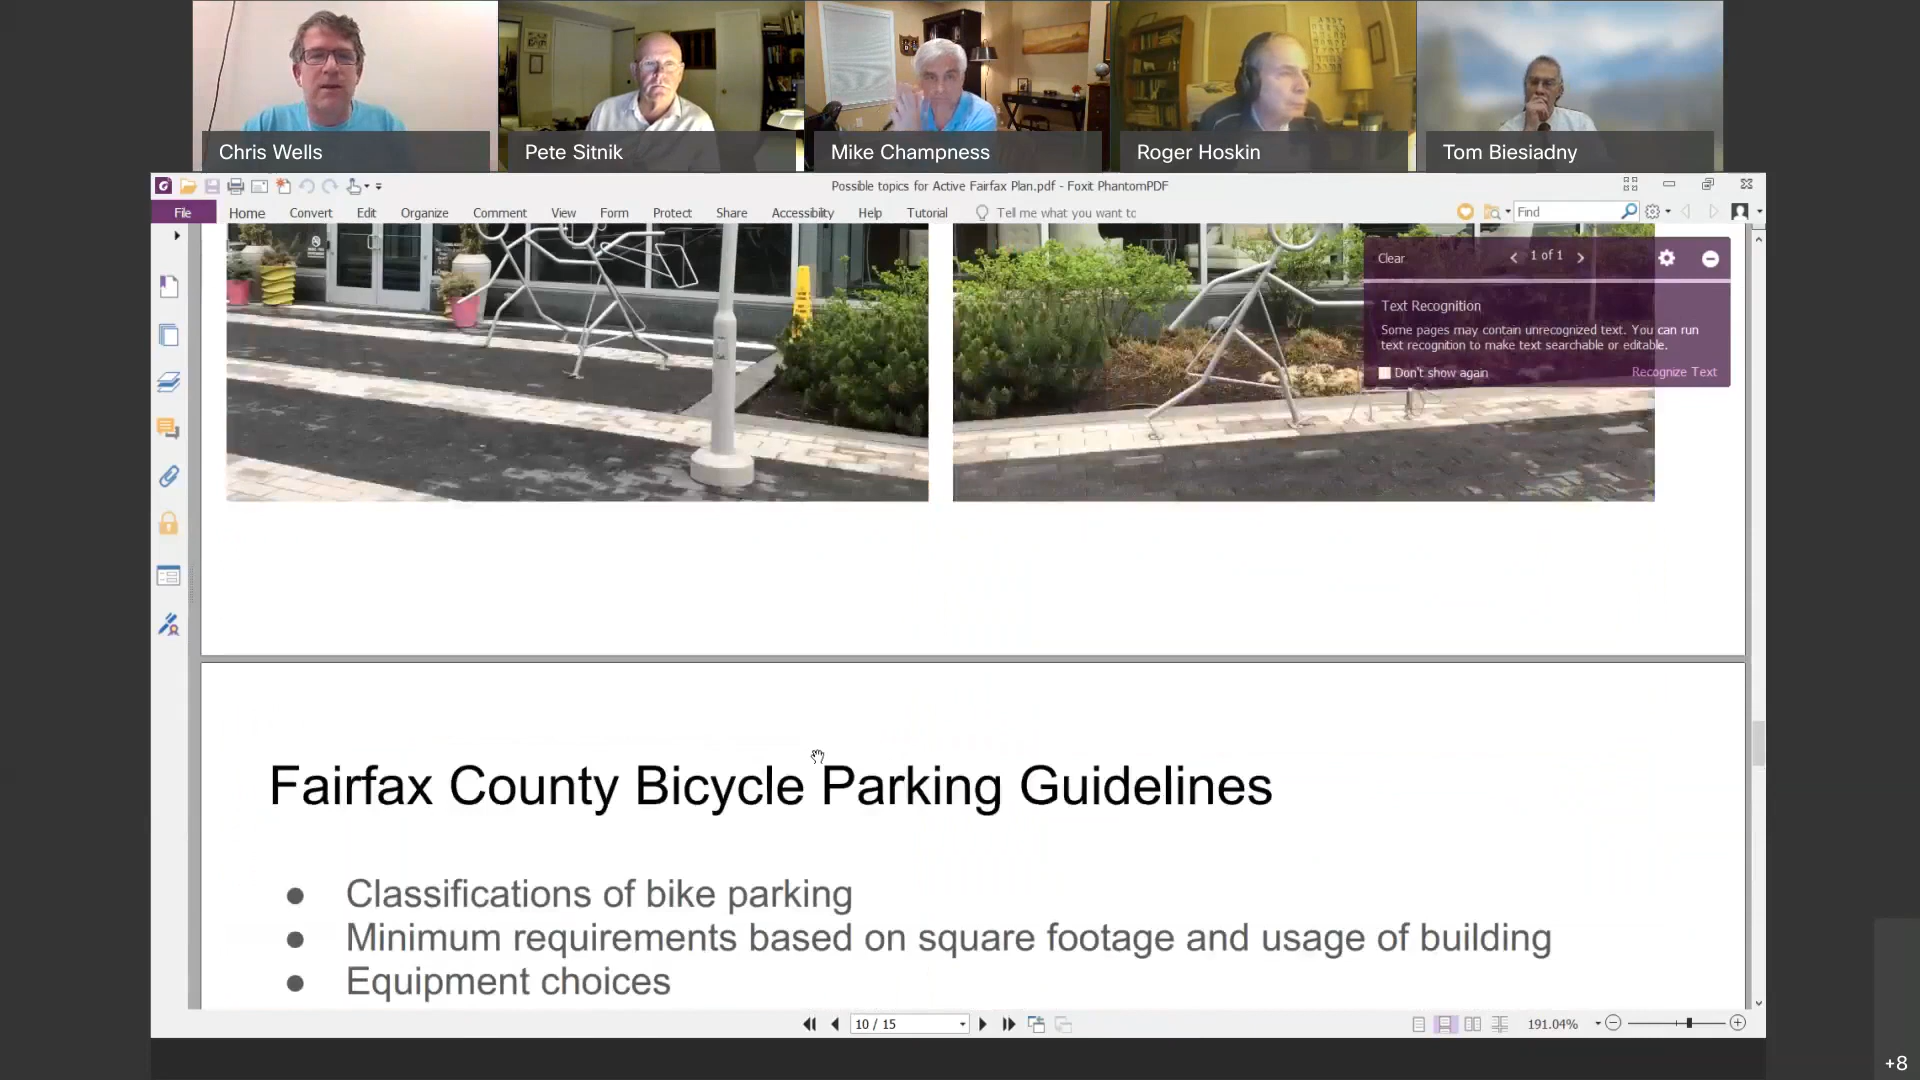 Chris Wells
Pete Sitnik
Mike Champness
Roger Hoskin
Tom Biesiadny
Possible topics for Active Fairfax Plan.pdf - Foxit PhantomPDF
File Home Convert Edit Organize Comment View Form Protect Share Accessibility Help Tutorial Tell me what you want to Find
Clear 1 of 1
Text Recognition
Some pages may contain unrecognized text. You can run
text recognition to make text searchable or editable.
Don't show again Recognize Text
Fairfax County Bicycle Parking Guidelines
● Classifications of bike parking
● Minimum requirements based on square footage and usage of building
● Equipment choices
10 / 15 191.04%
+8